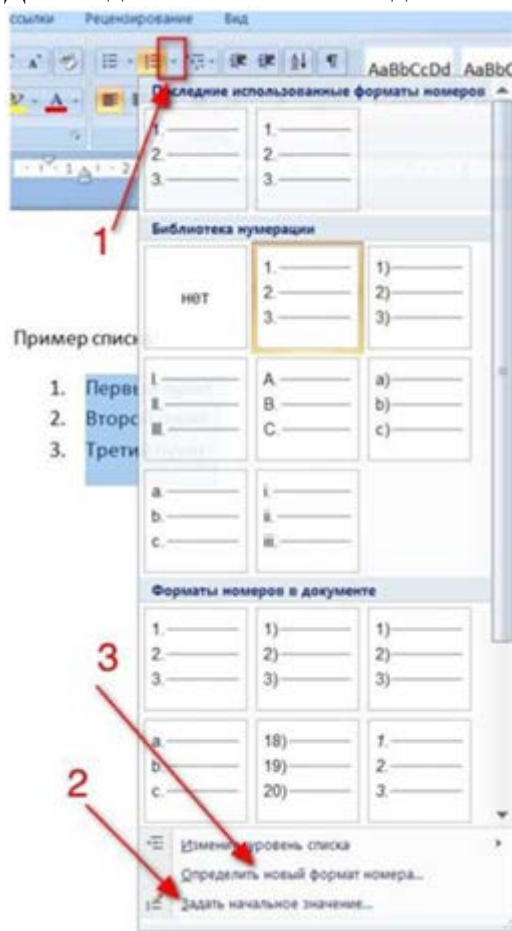 ссылки Рецензирование Вид
AaBbCcDd AaBbC
Последние использованные форматы номеров
1. 1.
2. 2.
3. 3.
1
Библиотека нумерации
нет
1. 1)
2. 2)
3. 3)
Пример списк
1. Первы
2. Второ
3. Трети
I. A. a)
II. B. b)
III. C. c)
a. i.
b. ii.
c. iii.
Форматы номеров в документе
1. 1) 1)
2. 2) 2)
3. 3) 3)
3
a. 18) 1.
b. 19) 2.
c. 20) 3.
2
Изменить уровень списка
Определить новый формат номера...
Задать начальное значение...